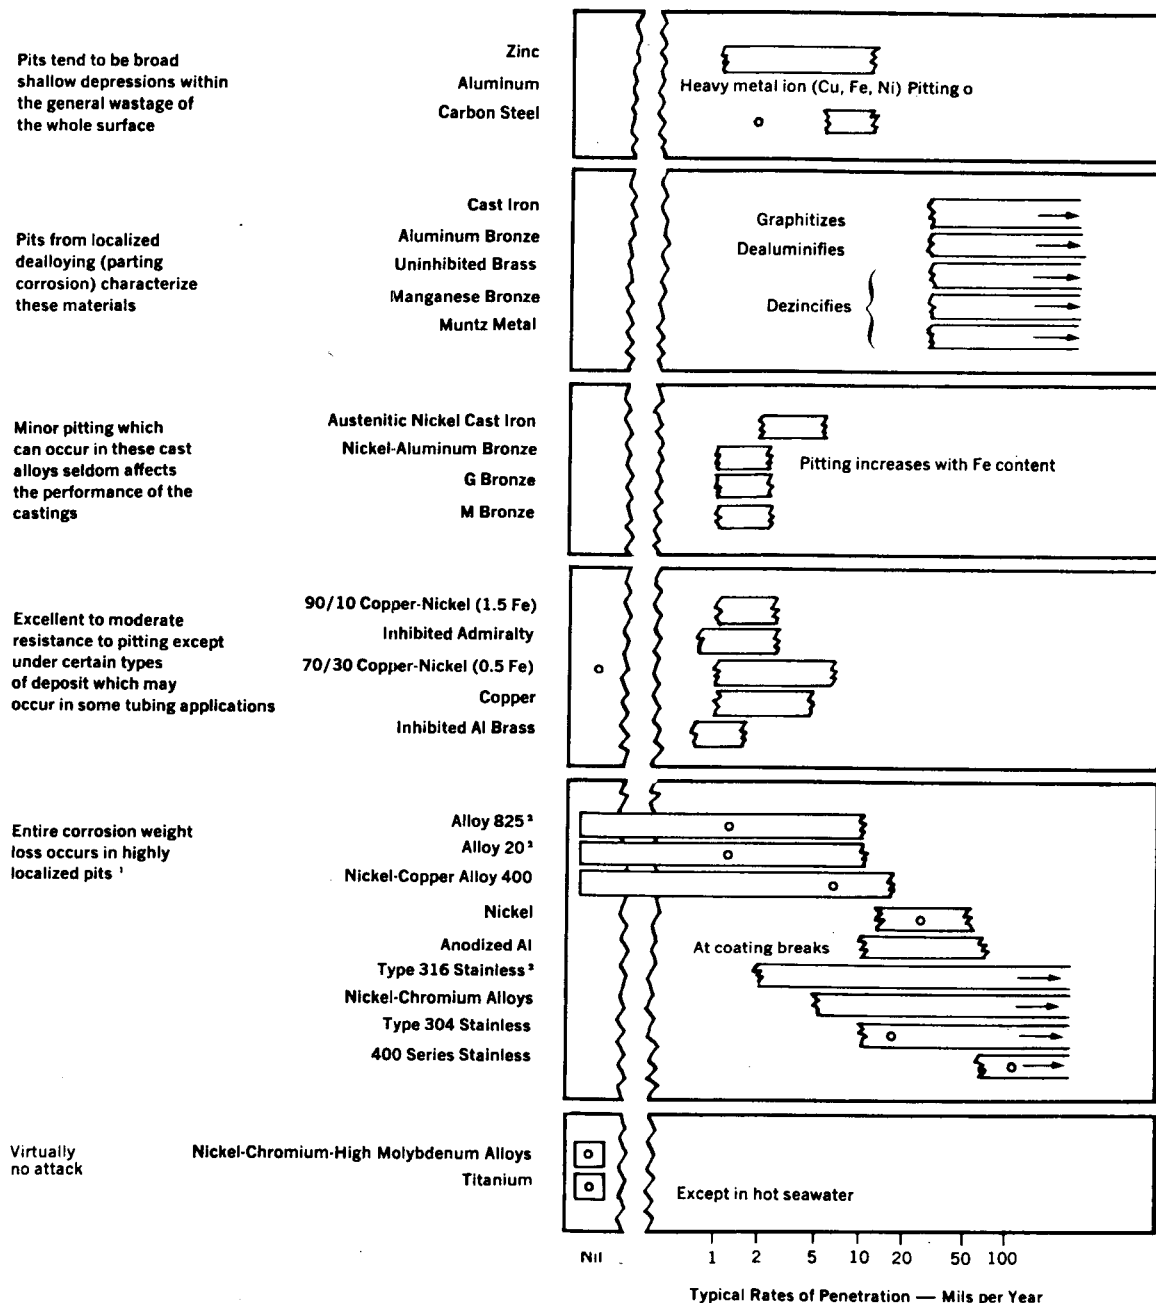 Pits tend to be broad
shallow depressions within
the general wastage of
the whole surface
Zinc
Aluminum
Carbon Steel
Heavy metal ion (Cu, Fe, Ni) Pitting o
Pits from localized
dealloying (parting
corrosion) characterize
these materials
Cast Iron
Aluminum Bronze
Uninhibited Brass
Manganese Bronze
Muntz Metal
Graphitizes
Dealuminifies
Dezincifies
Minor pitting which
can occur in these cast
alloys seldom affects
the performance of the
castings
Austenitic Nickel Cast Iron
Nickel-Aluminum Bronze
G Bronze
M Bronze
Pitting increases with Fe content
Excellent to moderate
resistance to pitting except
under certain types
of deposit which may
occur in some tubing applications
90/10 Copper-Nickel (1.5 Fe)
Inhibited Admiralty
70/30 Copper-Nickel (0.5 Fe)
Copper
Inhibited Al Brass
Entire corrosion weight
loss occurs in highly
localized pits ¹
Alloy 825²
Alloy 20²
Nickel-Copper Alloy 400
Nickel
Anodized Al
Type 316 Stainless²
Nickel-Chromium Alloys
Type 304 Stainless
400 Series Stainless
At coating breaks
Virtually
no attack
Nickel-Chromium-High Molybdenum Alloys
Titanium
Except in hot seawater
Nil 1 2 5 10 20 50 100
Typical Rates of Penetration — Mils per Year